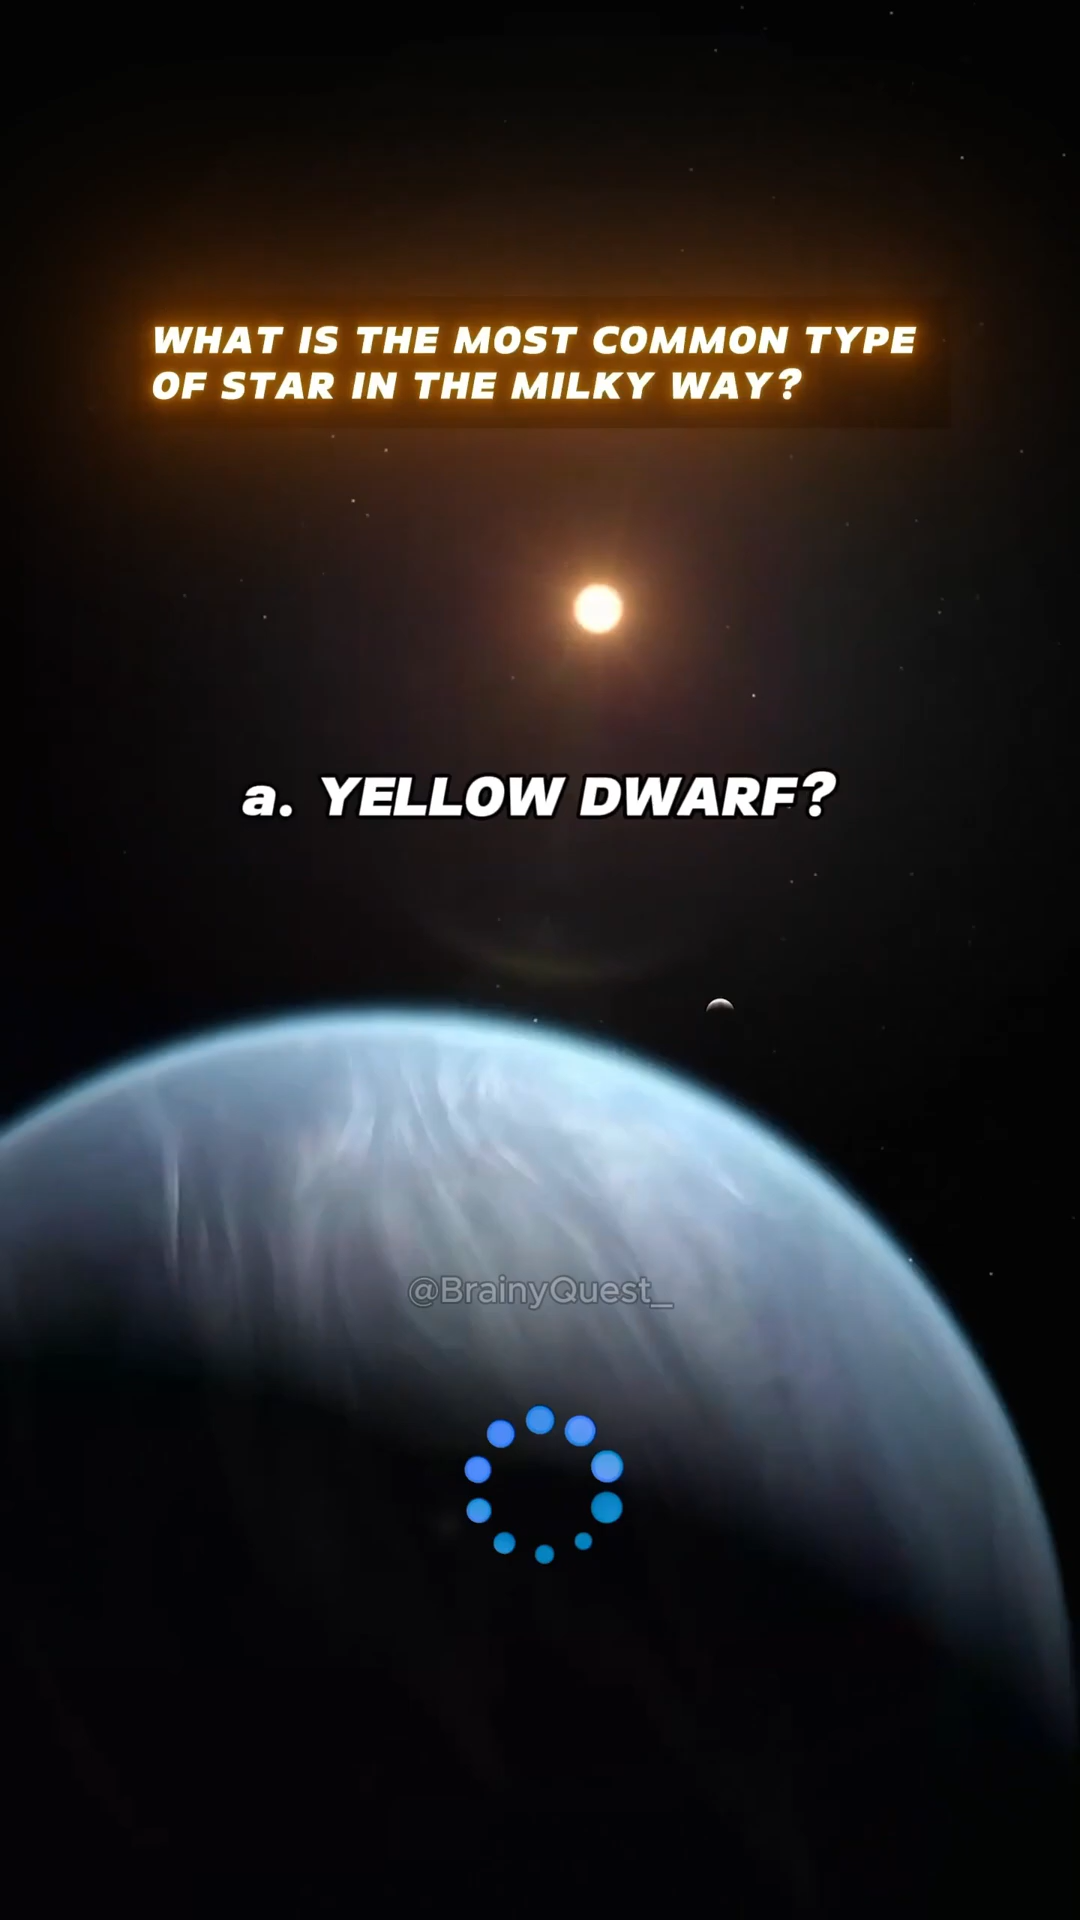 WHAT IS THE MOST COMMON TYPE
OF STAR IN THE MILKY WAY?
a. YELLOW DWARF?
@BrainyQuest_